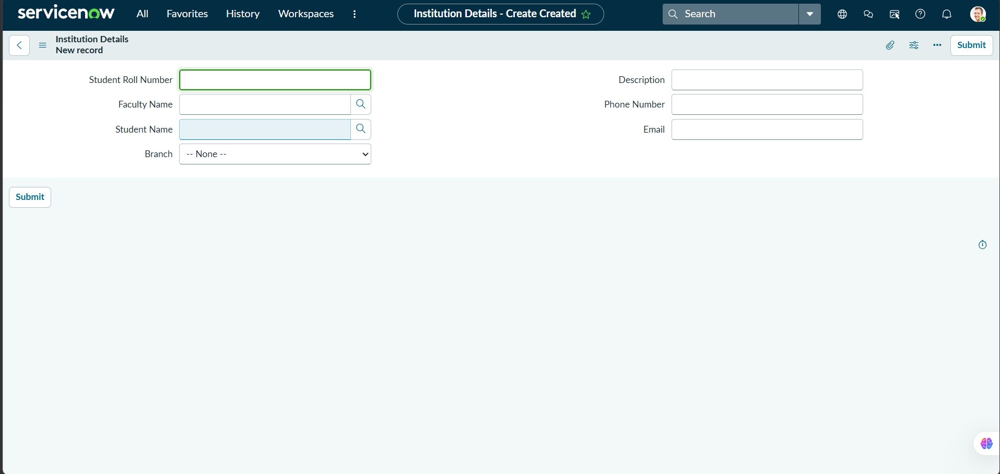 servicenow All Favorites History Workspaces Institution Details - Create Created Search
Institution Details
New record
Submit
Student Roll Number
Description
Faculty Name
Phone Number
Student Name
Email
Branch -- None --
Submit